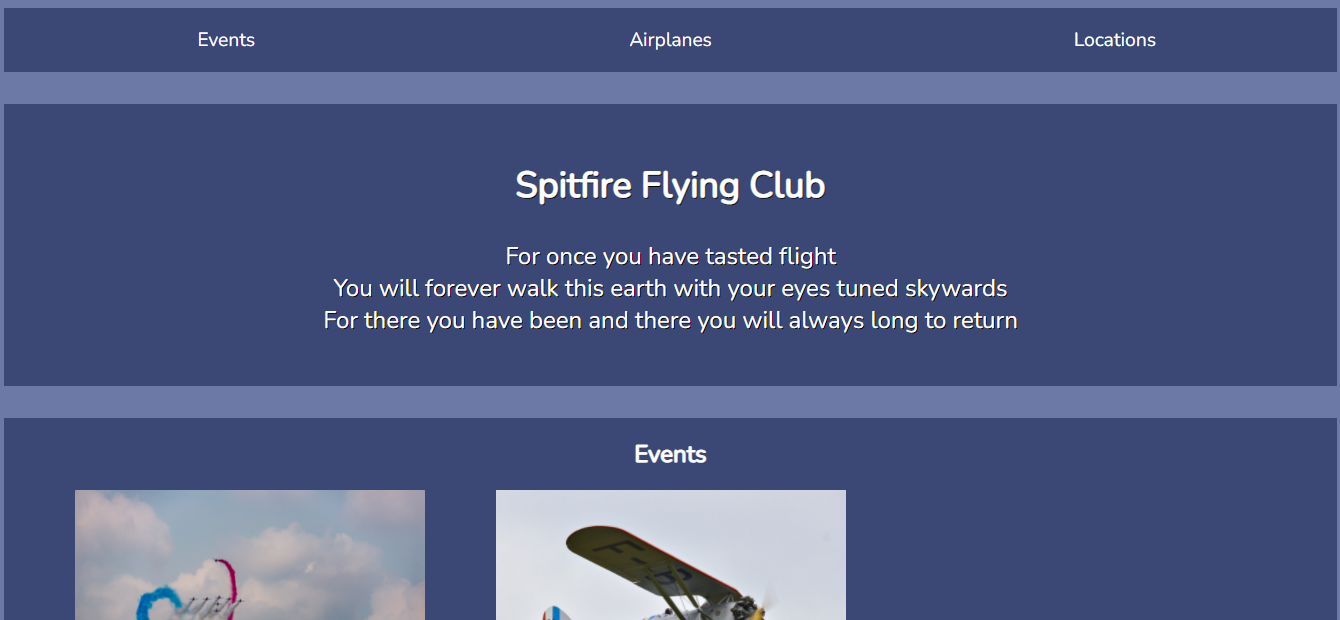 Events
Airplanes
Locations
Spitfire Flying Club
For once you have tasted flight
You will forever walk this earth with your eyes tuned skywards
For there you have been and there you will always long to return
Events
F-B